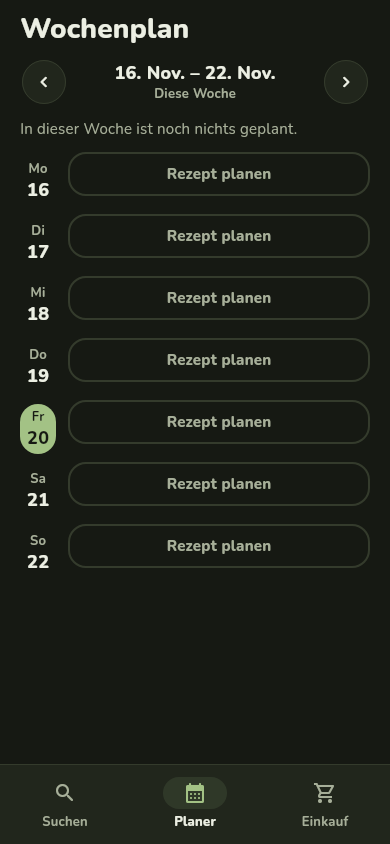 Wochenplan
16. Nov. – 22. Nov.
Diese Woche
In dieser Woche ist noch nichts geplant.
Mo
16
Rezept planen
Di
17
Rezept planen
Mi
18
Rezept planen
Do
19
Rezept planen
Fr
20
Rezept planen
Sa
21
Rezept planen
So
22
Rezept planen
Suchen
Planer
Einkauf